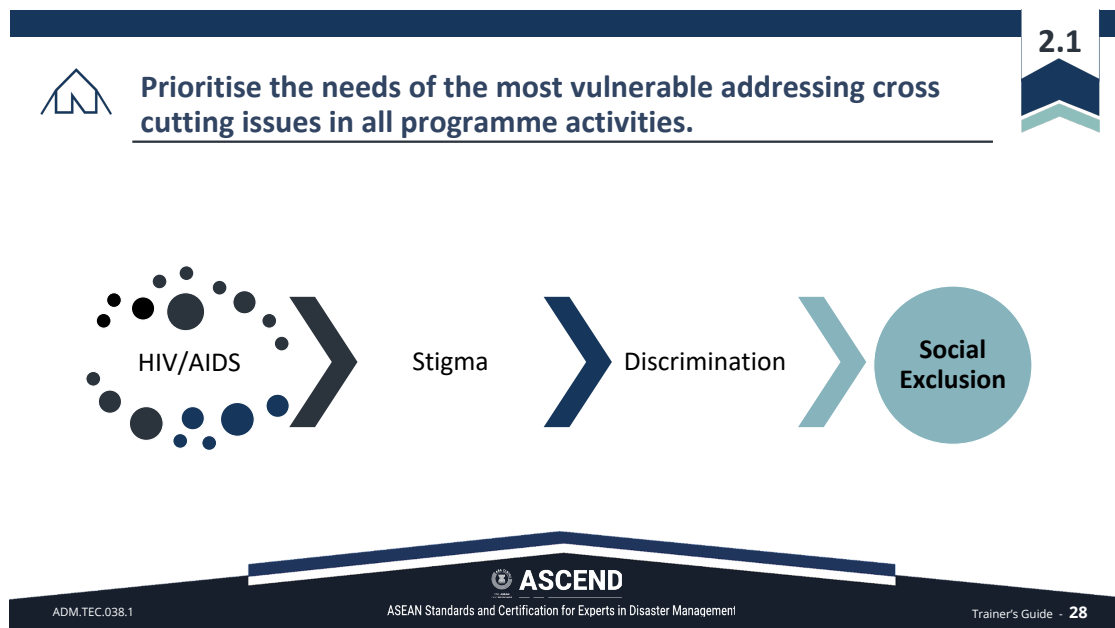 2.1
Prioritise the needs of the most vulnerable addressing cross
cutting issues in all programme activities.
HIV/AIDS
Stigma
Discrimination
Social
Exclusion
ASCEND
ADM.TEC.038.1
ASEAN Standards and Certification for Experts in Disaster Management
Trainer's Guide - 28